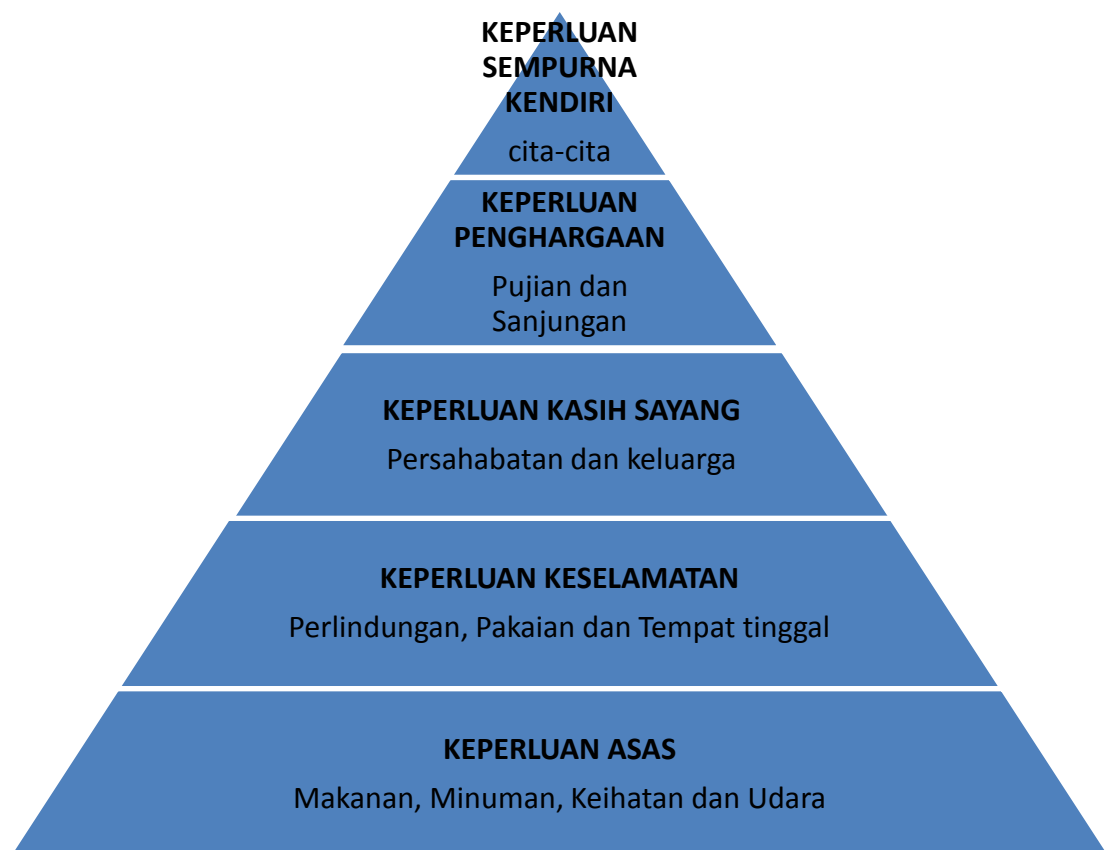 KEPERLUAN
SEMPURNA
KENDIRI
cita-cita
KEPERLUAN
PENGHARGAAN
Pujian dan
Sanjungan
KEPERLUAN KASIH SAYANG
Persahabatan dan keluarga
KEPERLUAN KESELAMATAN
Perlindungan, Pakaian dan Tempat tinggal
KEPERLUAN ASAS
Makanan, Minuman, Keihatan dan Udara